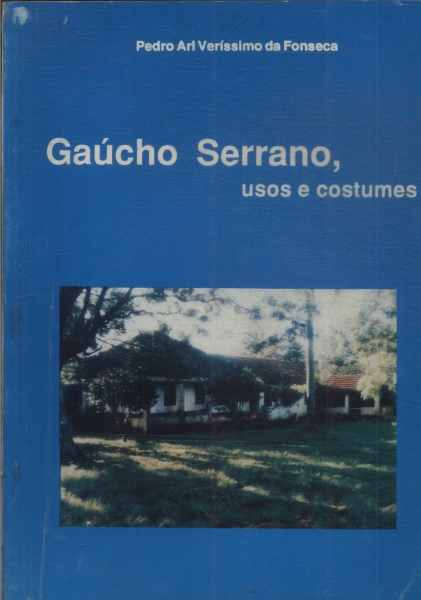 Pedro Ari Veríssimo da Fonseca
Gaúcho Serrano,
usos e costumes